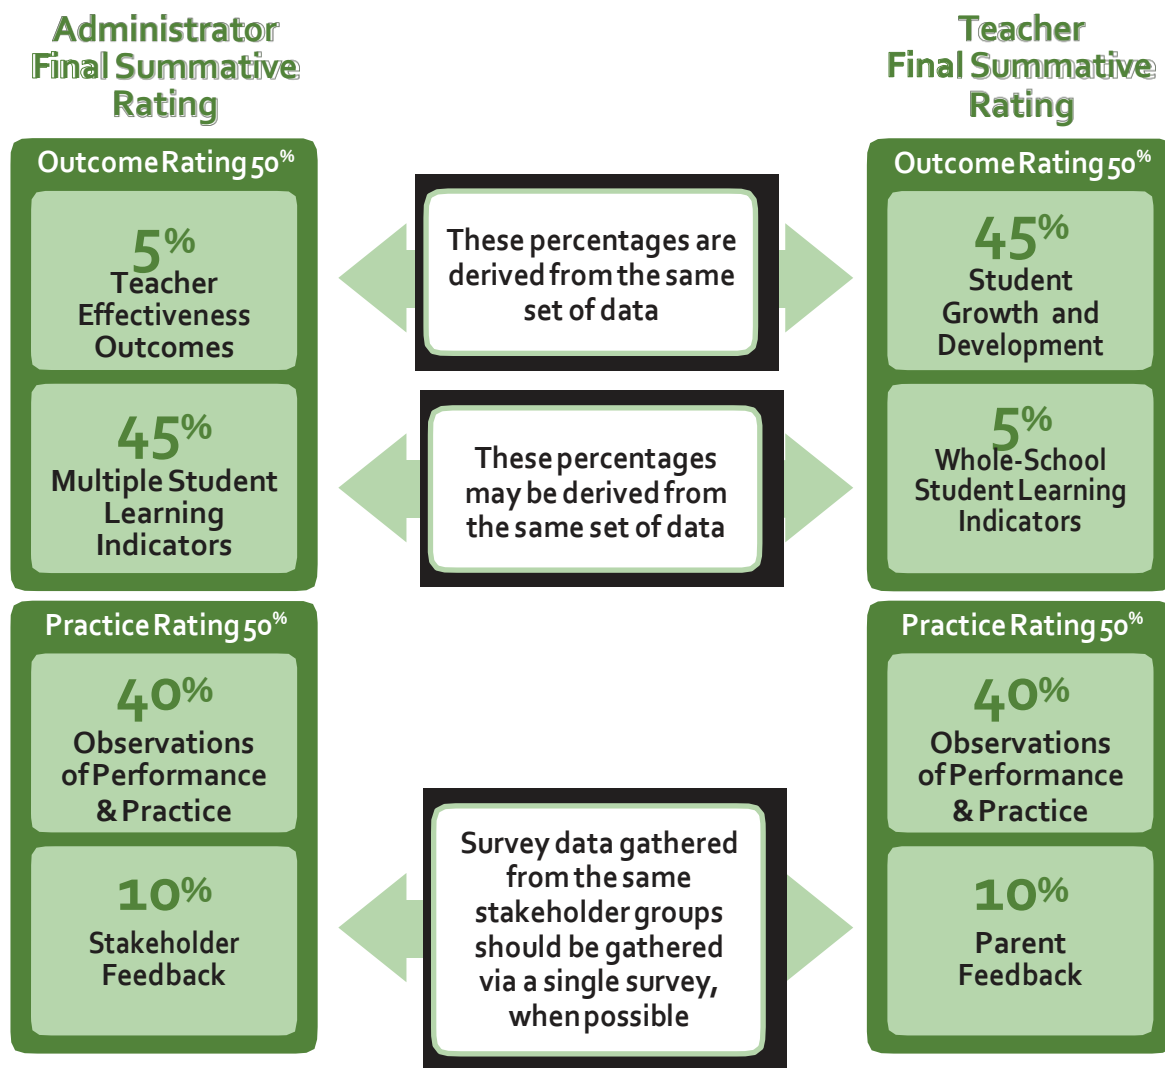 Administrator
Final Summative
Rating
Outcome Rating 50%
5%
Teacher
Effectiveness
Outcomes
45%
Multiple Student
Learning
Indicators
Practice Rating 50%
40%
Observations
of Performance
& Practice
10%
Stakeholder
Feedback
These percentages are
derived from the same
set of data
These percentages
may be derived from
the same set of data
Survey data gathered
from the same
stakeholder groups
should be gathered
via a single survey,
when possible
Teacher
Final Summative
Rating
Outcome Rating 50%
45%
Student
Growth and
Development
5%
Whole-School
Student Learning
Indicators
Practice Rating 50%
40%
Observations
of Performance
& Practice
10%
Parent
Feedback